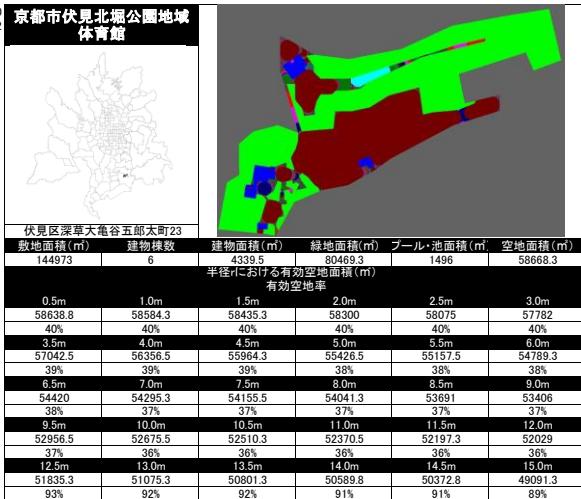 京都市伏見北堀公園地域
体育館
伏見区深草大亀谷五郎太町23
敷地面積(㎡) 建物棟数 建物面積(㎡) 緑地面積(㎡) プール・池面積(㎡) 空地面積(㎡)
144973 6 4339.5 80469.3 1496 58668.3
半径rにおける有効空地面積(㎡)
有効空地率
0.5m 1.0m 1.5m 2.0m 2.5m 3.0m
58638.8 58584.3 58435.3 58300 58075 57782
40% 40% 40% 40% 40% 40%
3.5m 4.0m 4.5m 5.0m 5.5m 6.0m
57042.5 56356.5 55964.3 55426.5 55157.5 54789.3
39% 39% 39% 38% 38% 38%
6.5m 7.0m 7.5m 8.0m 8.5m 9.0m
54420 54295.3 54155.5 54041.3 53691 53406
38% 37% 37% 37% 37% 37%
9.5m 10.0m 10.5m 11.0m 11.5m 12.0m
52956.5 52675.5 52510.3 52370.5 52197.3 52029
37% 36% 36% 36% 36% 36%
12.5m 13.0m 13.5m 14.0m 14.5m 15.0m
51835.3 51075.3 50801.3 50589.8 50372.8 49091.3
93% 92% 92% 91% 91% 89%